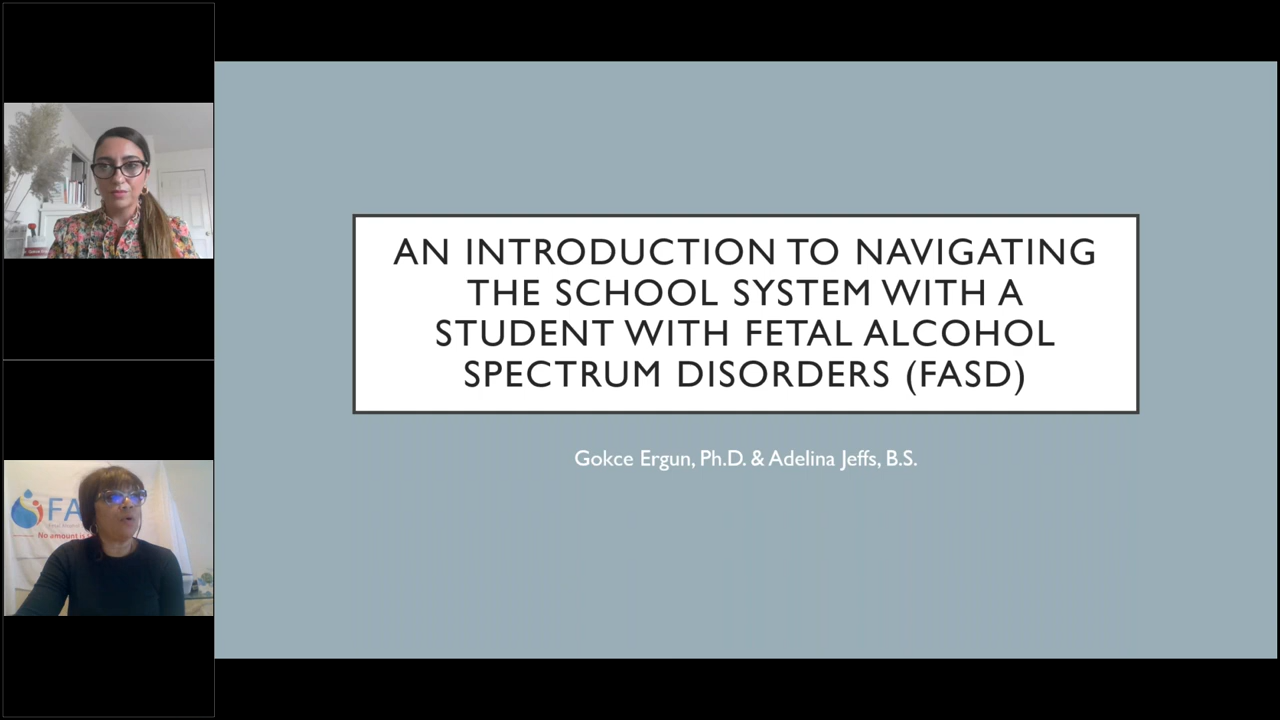 AN INTRODUCTION TO NAVIGATING
THE SCHOOL SYSTEM WITH A
STUDENT WITH FETAL ALCOHOL
SPECTRUM DISORDERS (FASD)
Gokce Ergun, Ph.D. & Adelina Jeffs, B.S.
FA
No amount is